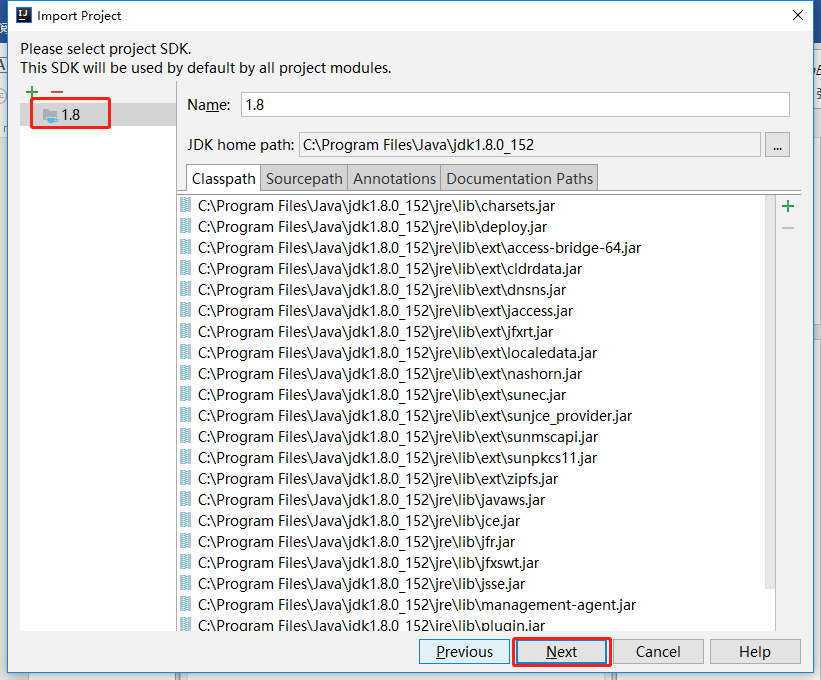 Import Project
Please select project SDK.
This SDK will be used by default by all project modules.
1.8
Name: 1.8
JDK home path: C:\Program Files\Java\jdk1.8.0_152 ...
Classpath Sourcepath Annotations Documentation Paths
C:\Program Files\Java\jdk1.8.0_152\jre\lib\charsets.jar
C:\Program Files\Java\jdk1.8.0_152\jre\lib\deploy.jar
C:\Program Files\Java\jdk1.8.0_152\jre\lib\ext\access-bridge-64.jar
C:\Program Files\Java\jdk1.8.0_152\jre\lib\ext\cldrdata.jar
C:\Program Files\Java\jdk1.8.0_152\jre\lib\ext\dnsns.jar
C:\Program Files\Java\jdk1.8.0_152\jre\lib\ext\jaccess.jar
C:\Program Files\Java\jdk1.8.0_152\jre\lib\ext\jfxrt.jar
C:\Program Files\Java\jdk1.8.0_152\jre\lib\ext\localedata.jar
C:\Program Files\Java\jdk1.8.0_152\jre\lib\ext\nashorn.jar
C:\Program Files\Java\jdk1.8.0_152\jre\lib\ext\sunec.jar
C:\Program Files\Java\jdk1.8.0_152\jre\lib\ext\sunjce_provider.jar
C:\Program Files\Java\jdk1.8.0_152\jre\lib\ext\sunmscapi.jar
C:\Program Files\Java\jdk1.8.0_152\jre\lib\ext\sunpkcs11.jar
C:\Program Files\Java\jdk1.8.0_152\jre\lib\ext\zipfs.jar
C:\Program Files\Java\jdk1.8.0_152\jre\lib\javaws.jar
C:\Program Files\Java\jdk1.8.0_152\jre\lib\jce.jar
C:\Program Files\Java\jdk1.8.0_152\jre\lib\jfr.jar
C:\Program Files\Java\jdk1.8.0_152\jre\lib\jfxswt.jar
C:\Program Files\Java\jdk1.8.0_152\jre\lib\jsse.jar
C:\Program Files\Java\jdk1.8.0_152\jre\lib\management-agent.jar
C:\Program Files\Java\jdk1.8.0_152\jre\lib\plugin.jar
Previous Next Cancel Help